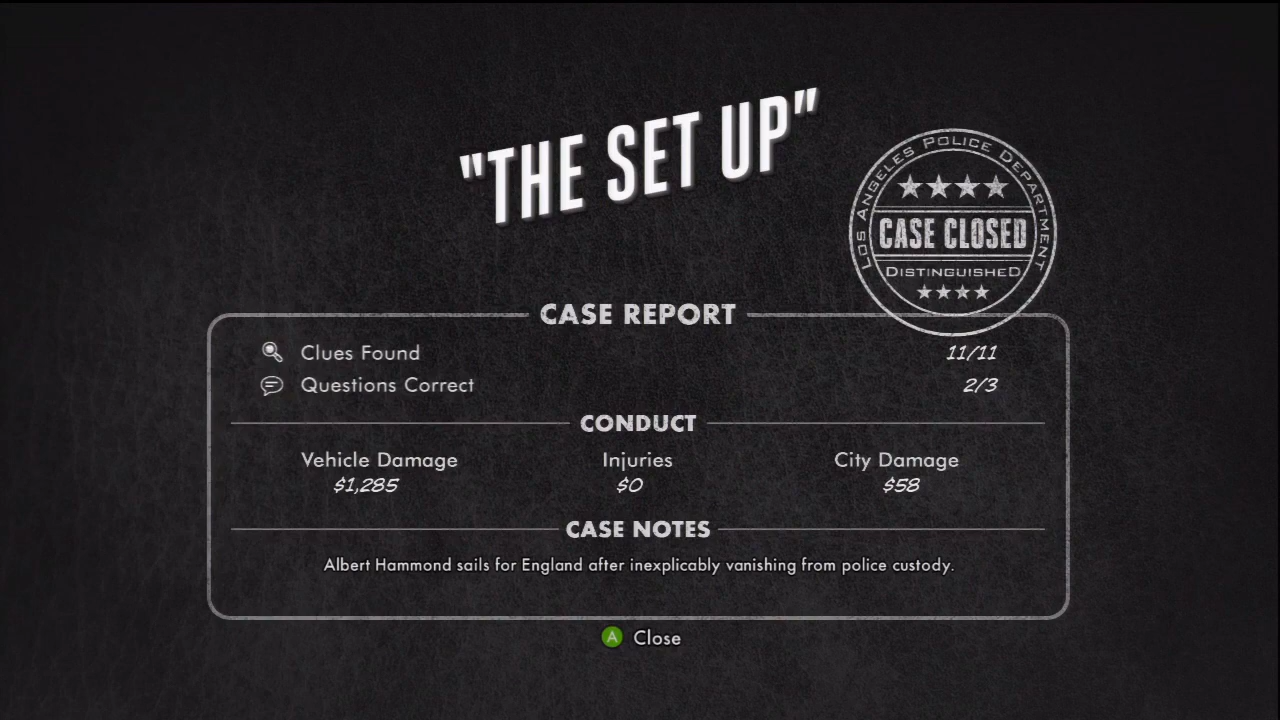 "THE SET UP"
LOS ANGELES POLICE DEPARTMENT
CASE CLOSED
DISTINGUISHED
CASE REPORT
Clues Found 11/11
Questions Correct 2/3
CONDUCT
Vehicle Damage Injuries City Damage
$1,285 $0 $58
CASE NOTES
Albert Hammond sails for England after inexplicably vanishing from police custody.
A Close